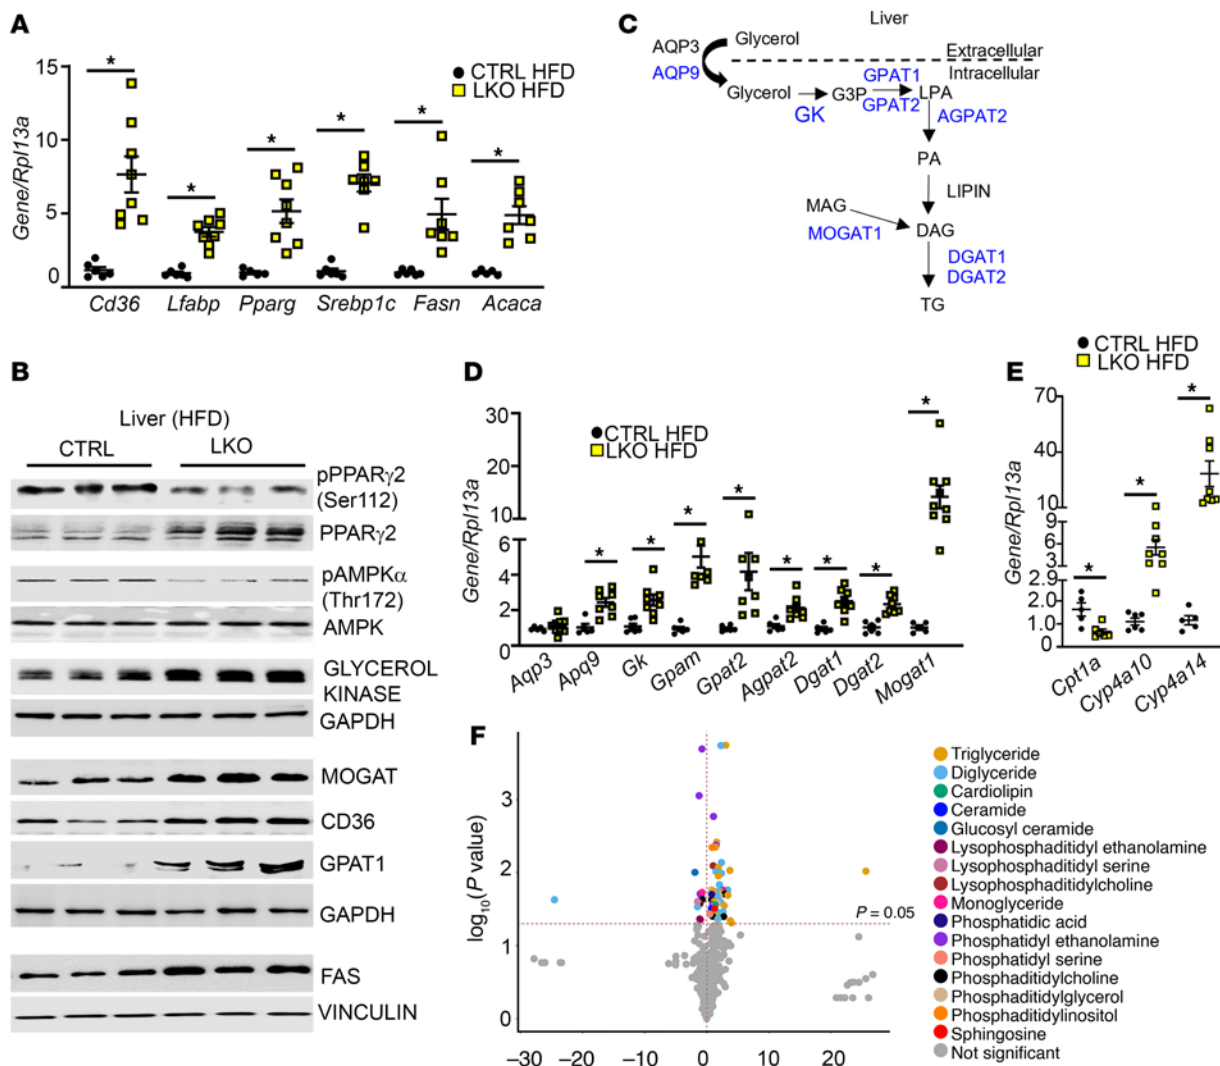 A
CTRL HFD
LKO HFD
Gene/Rpl13a
15
10
5
0
* * * * * *
Cd36 Lfabp Pparg Srebp1c Fasn Acaca
C
Liver
AQP3 Glycerol
Extracellular
AQP9
Intracellular
GPAT1
Glycerol G3P LPA
GPAT2
GK
AGPAT2
PA
LIPIN
MAG
MOGAT1
DAG
DGAT1
DGAT2
TG
B
Liver (HFD)
CTRL LKO
pPPARγ2
(Ser112)
PPARγ2
pAMPKα
(Thr172)
AMPK
GLYCEROL
KINASE
GAPDH
MOGAT
CD36
GPAT1
GAPDH
FAS
VINCULIN
D
CTRL HFD
LKO HFD
Gene/Rpl13a
30
20
10
6
4
2
0
* * * * * * * *
Aqp3 Apq9 Gk Gpam Gpat2 Agpat2 Dgat1 Dgat2 Mogat1
E
CTRL HFD
LKO HFD
Gene/Rpl13a
70
40
10
9
6
3
2.9
2.0
1.0
0
* * *
Cpt1a Cyp4a10 Cyp4a14
F
log10(P value)
3
2
1
0
P = 0.05
−30 −20 −10 0 10 20
Triglyceride
Diglyceride
Cardiolipin
Ceramide
Glucosyl ceramide
Lysophosphaditidyl ethanolamine
Lysophosphaditidyl serine
Lysophosphaditidylcholine
Monoglyceride
Phosphatidic acid
Phosphatidyl ethanolamine
Phosphatidyl serine
Phosphaditidylcholine
Phosphaditidylglycerol
Phosphaditidylinositol
Sphingosine
Not significant